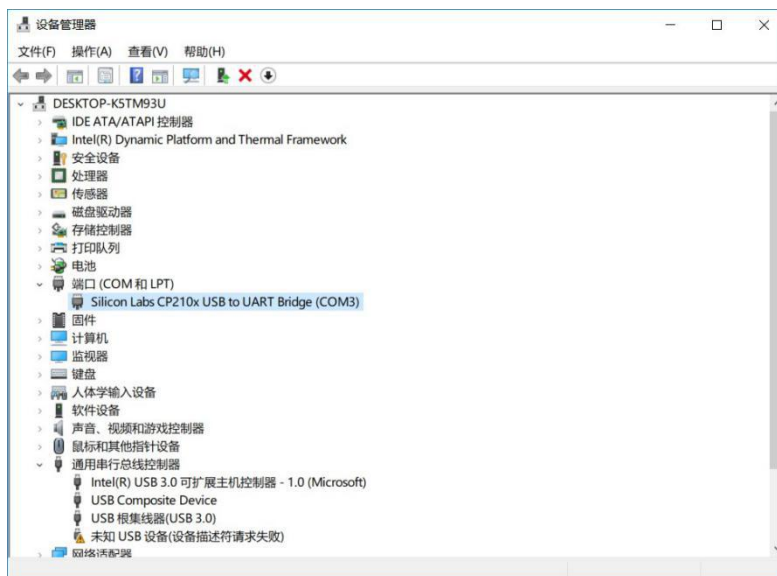 设备管理器
文件(F) 操作(A) 查看(V) 帮助(H)
DESKTOP-K5TM93U
IDE ATA/ATAPI 控制器
Intel(R) Dynamic Platform and Thermal Framework
安全设备
处理器
传感器
磁盘驱动器
存储控制器
打印队列
电池
端口 (COM 和 LPT)
Silicon Labs CP210x USB to UART Bridge (COM3)
固件
计算机
监视器
键盘
人体学输入设备
软件设备
声音、视频和游戏控制器
鼠标和其他指针设备
通用串行总线控制器
Intel(R) USB 3.0 可扩展主机控制器 - 1.0 (Microsoft)
USB Composite Device
USB 根集线器(USB 3.0)
未知 USB 设备(设备描述符请求失败)
网络适配器